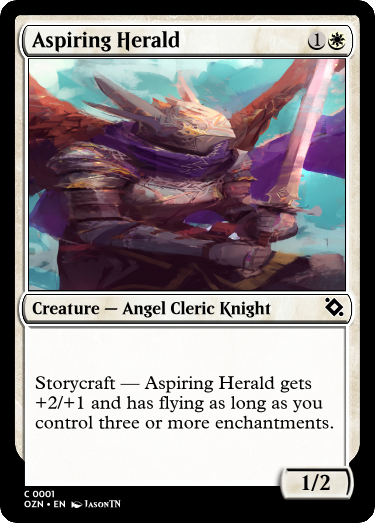 Aspiring Herald 1
Creature — Angel Cleric Knight
Storycraft — Aspiring Herald gets
+2/+1 and has flying as long as you
control three or more enchantments.
1/2
C 0001
OZN • EN JASONTN